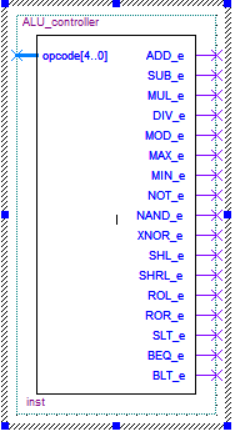 ALU_controller
opcode[4..0] ADD_e
SUB_e
MUL_e
DIV_e
MOD_e
MAX_e
MIN_e
NOT_e
NAND_e
XNOR_e
SHL_e
SHRL_e
ROL_e
ROR_e
SLT_e
BEQ_e
BLT_e
inst